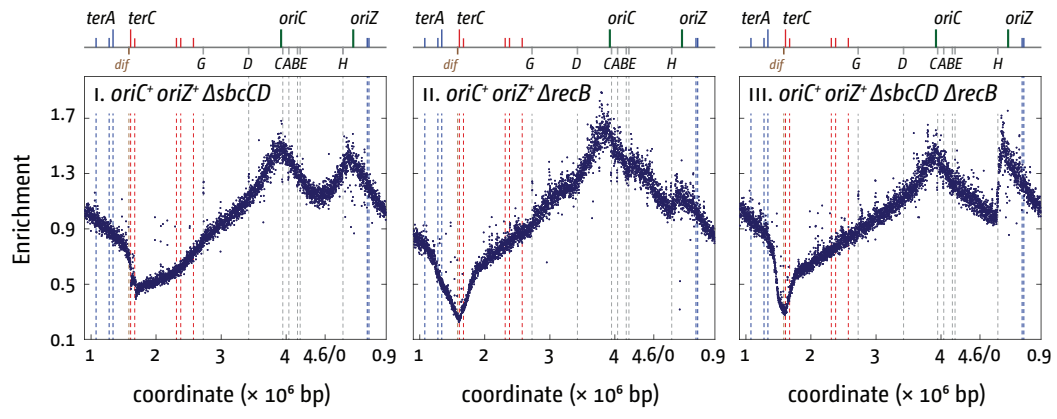 terA terC oriC oriZ terA terC oriC oriZ terA terC oriC oriZ
dif G D CABE H dif G D CABE H dif G D CABE H
I. oriC⁺ oriZ⁺ ΔsbcCD
II. oriC⁺ oriZ⁺ ΔrecB
III. oriC⁺ oriZ⁺ ΔsbcCD ΔrecB
1.7
1.3
0.9
0.5
0.1
Enrichment
1 2 3 4 4.6/0 0.9 1 2 3 4 4.6/0 0.9 1 2 3 4 4.6/0 0.9
coordinate (× 10⁶ bp) coordinate (× 10⁶ bp) coordinate (× 10⁶ bp)